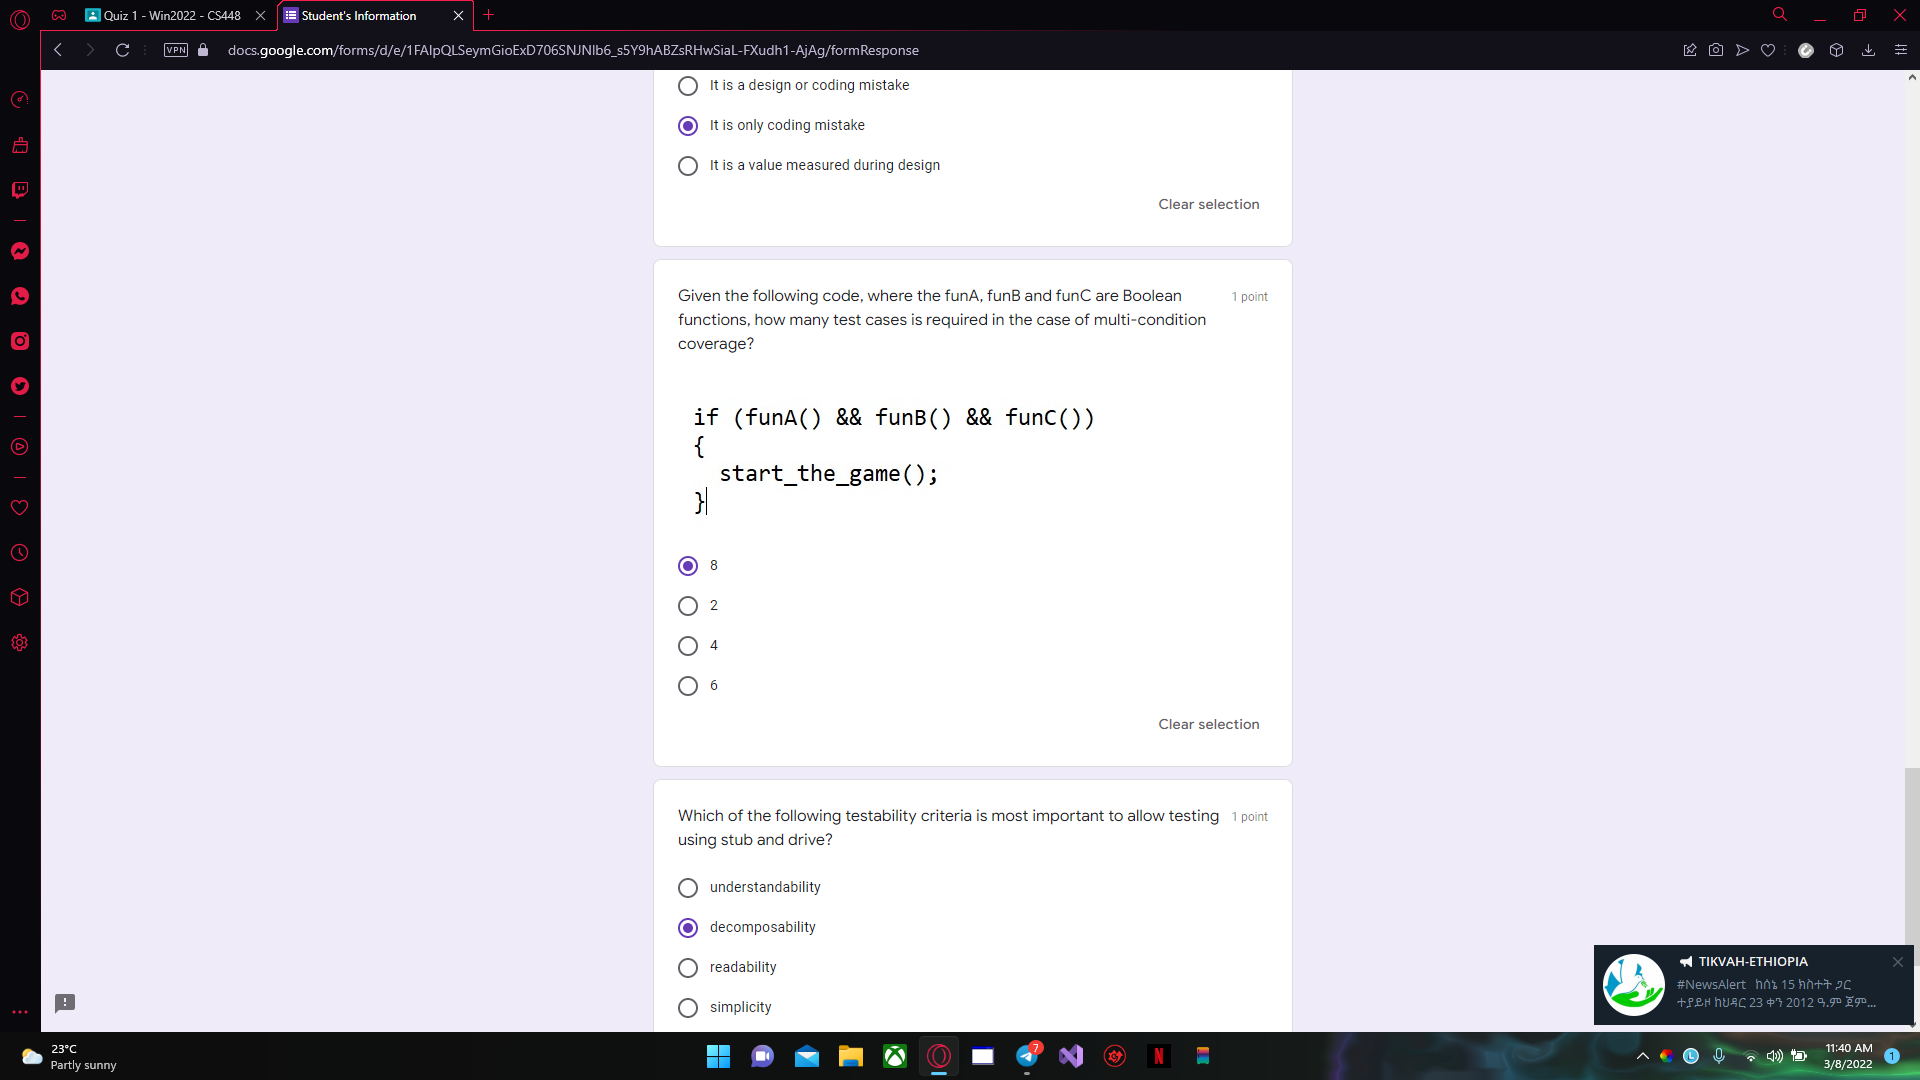 Quiz 1 - Win2022 - CS448
Student's Information
VPN
docs.google.com/forms/d/e/1FAIpQLSeymGioExD706SNJNlb6_s5Y9hABZsRHwSiaL-FXudh1-AjAg/formResponse
It is a design or coding mistake
It is only coding mistake
It is a value measured during design
Clear selection
Given the following code, where the funA, funB and funC are Boolean
functions, how many test cases is required in the case of multi-condition
coverage?
1 point
if (funA() && funB() && funC())
{
start_the_game();
}
8
2
4
6
Clear selection
Which of the following testability criteria is most important to allow testing
using stub and drive?
1 point
understandability
decomposability
readability
simplicity
TIKVAH-ETHIOPIA
#NewsAlert ከሰኔ 15 ክስተት ጋር
ተያይዞ ከህዳር 23 ቀን 2012 ዓ.ም ጀም...
23°C
Partly sunny
7
N
L
11:40 AM
3/8/2022
1